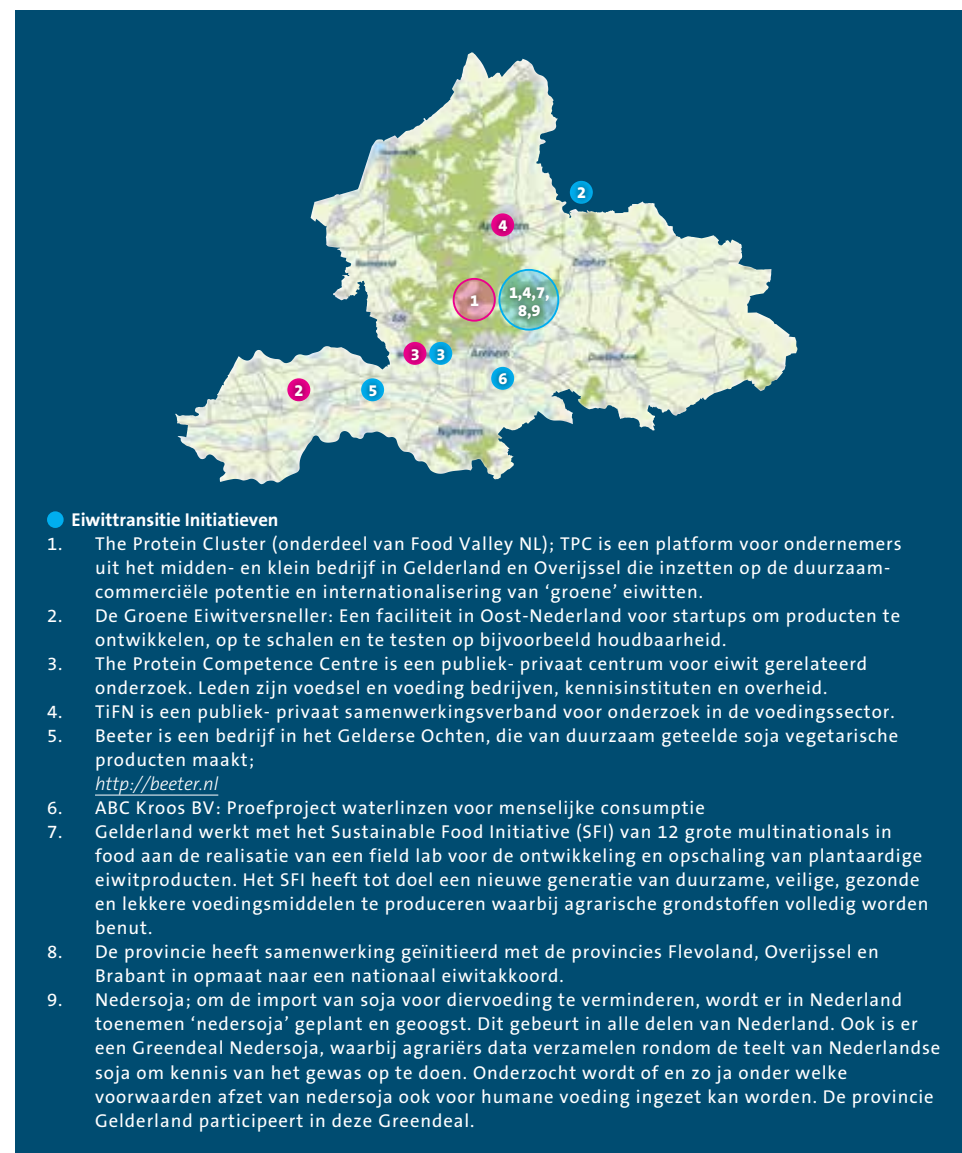 2
4
1
1,4,7,
8,9
3
3
Arnhem
6
2
5
Nijmegen
Eiwittransitie Initiatieven
1. The Protein Cluster (onderdeel van Food Valley NL); TPC is een platform voor ondernemers
uit het midden- en klein bedrijf in Gelderland en Overijssel die inzetten op de duurzaam-
commerciële potentie en internationalisering van ‘groene’ eiwitten.
2. De Groene Eiwitversneller: Een faciliteit in Oost-Nederland voor startups om producten te
ontwikkelen, op te schalen en te testen op bijvoorbeeld houdbaarheid.
3. The Protein Competence Centre is een publiek- privaat centrum voor eiwit gerelateerd
onderzoek. Leden zijn voedsel en voeding bedrijven, kennisinstituten en overheid.
4. TiFN is een publiek- privaat samenwerkingsverband voor onderzoek in de voedingssector.
5. Beeter is een bedrijf in het Gelderse Ochten, die van duurzaam geteelde soja vegetarische
producten maakt;
http://beeter.nl
6. ABC Kroos BV: Proefproject waterlinzen voor menselijke consumptie
7. Gelderland werkt met het Sustainable Food Initiative (SFI) van 12 grote multinationals in
food aan de realisatie van een field lab voor de ontwikkeling en opschaling van plantaardige
eiwitproducten. Het SFI heeft tot doel een nieuwe generatie van duurzame, veilige, gezonde
en lekkere voedingsmiddelen te produceren waarbij agrarische grondstoffen volledig worden
benut.
8. De provincie heeft samenwerking geïnitieerd met de provincies Flevoland, Overijssel en
Brabant in opmaat naar een nationaal eiwitakkoord.
9. Nedersoja; om de import van soja voor diervoeding te verminderen, wordt er in Nederland
toenemen ‘nedersoja’ geplant en geoogst. Dit gebeurt in alle delen van Nederland. Ook is er
een Greendeal Nedersoja, waarbij agrariërs data verzamelen rondom de teelt van Nederlandse
soja om kennis van het gewas op te doen. Onderzocht wordt of en zo ja onder welke
voorwaarden afzet van nedersoja ook voor humane voeding ingezet kan worden. De provincie
Gelderland participeert in deze Greendeal.